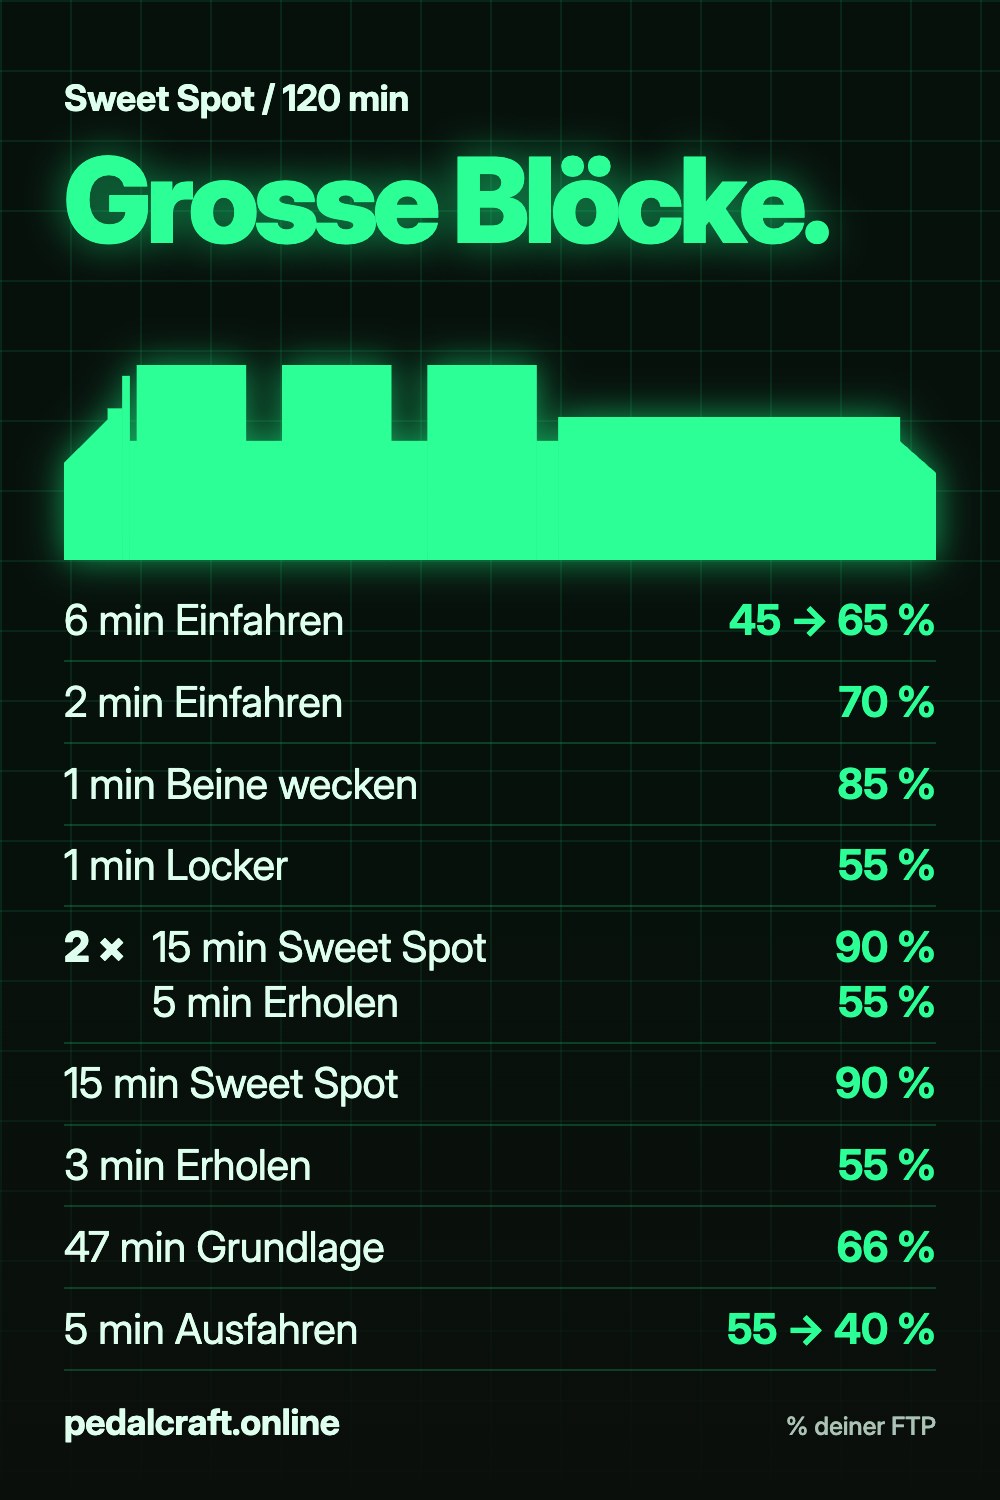 Sweet Spot / 120 min
Grosse Blöcke.
6 min Einfahren 45 → 65 %
2 min Einfahren 70 %
1 min Beine wecken 85 %
1 min Locker 55 %
2 × 15 min Sweet Spot 90 %
5 min Erholen 55 %
15 min Sweet Spot 90 %
3 min Erholen 55 %
47 min Grundlage 66 %
5 min Ausfahren 55 → 40 %
pedalcraft.online % deiner FTP